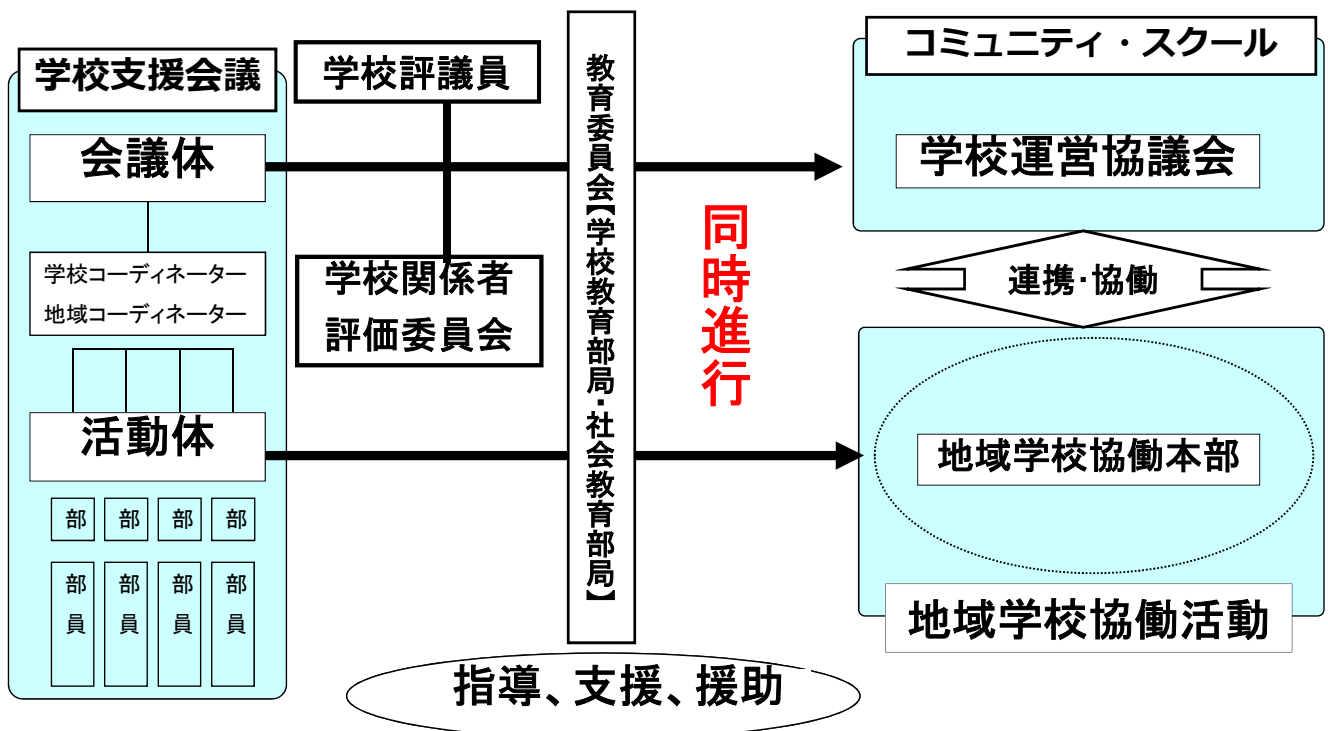 学校支援会議
会議体
学校コーディネーター
地域コーディネーター
活動体
部 部 部 部
部員 部員 部員 部員
学校評議員
学校関係者
評価委員会
教育委員会【学校教育部局・社会教育部局】
指導、支援、援助
同時進行
コミュニティ・スクール
学校運営協議会
連携・協働
地域学校協働本部
地域学校協働活動